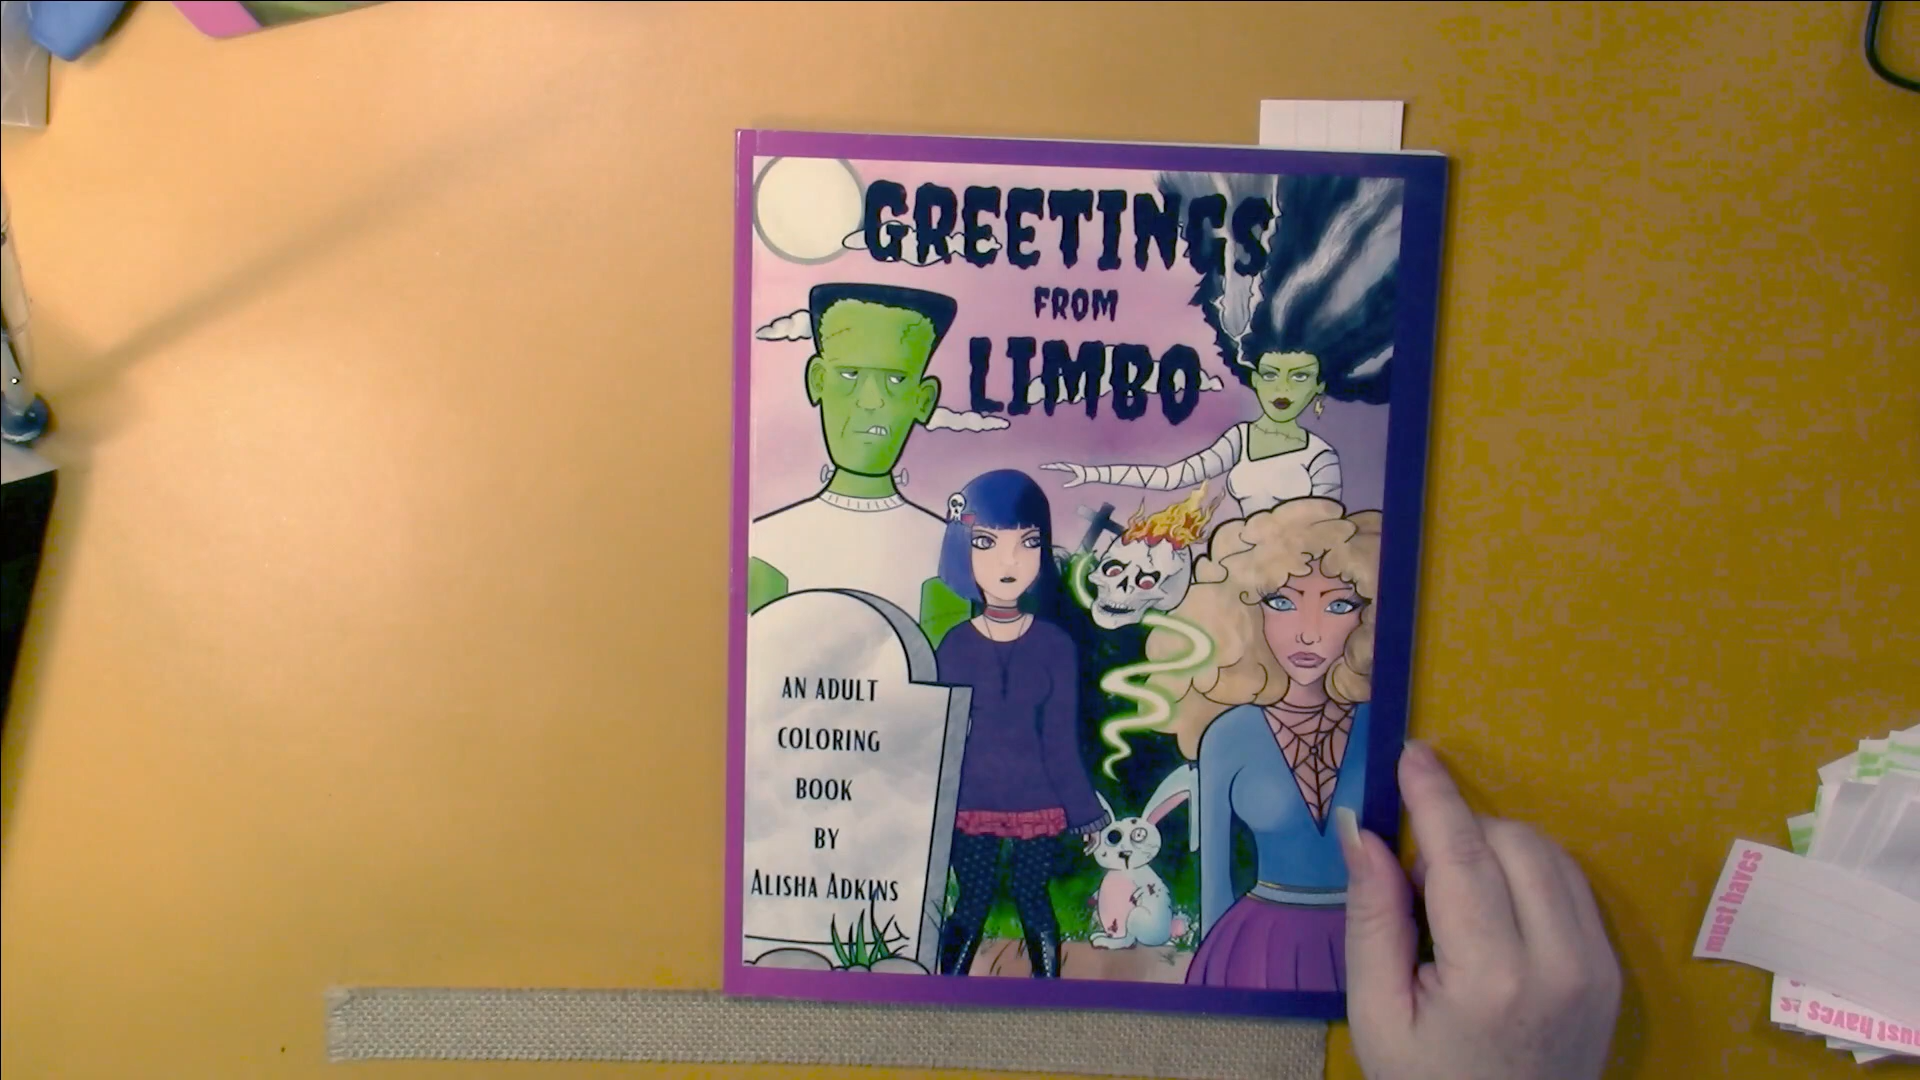 GREETINGS
FROM
LIMBO
AN ADULT
COLORING
BOOK
BY
ALISHA ADKINS
must haves
must haves